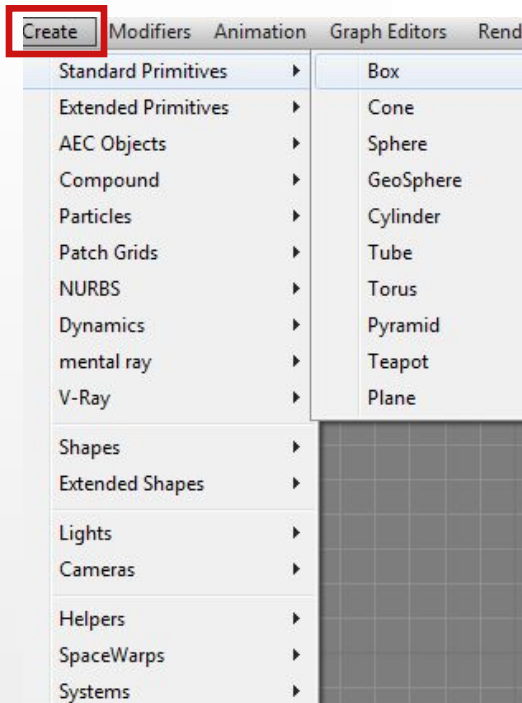 Create Modifiers Animation Graph Editors Rend
Standard Primitives
Extended Primitives
AEC Objects
Compound
Particles
Patch Grids
NURBS
Dynamics
mental ray
V-Ray
Shapes
Extended Shapes
Lights
Cameras
Helpers
SpaceWarps
Systems
Box
Cone
Sphere
GeoSphere
Cylinder
Tube
Torus
Pyramid
Teapot
Plane